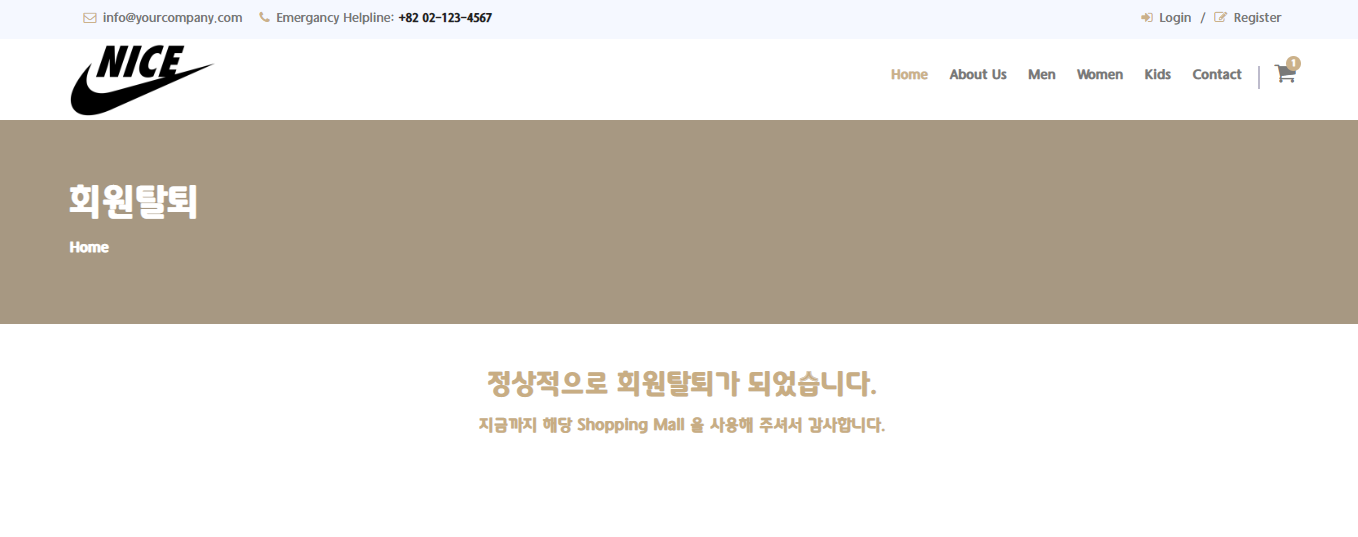 info@yourcompany.com Emergancy Helpline: +82 02-123-4567 Login / Register
NICE
Home About Us Men Women Kids Contact 1
회원탈퇴
Home
정상적으로 회원탈퇴가 되었습니다.
지금까지 해당 Shopping Mall 을 사용해 주셔서 감사합니다.